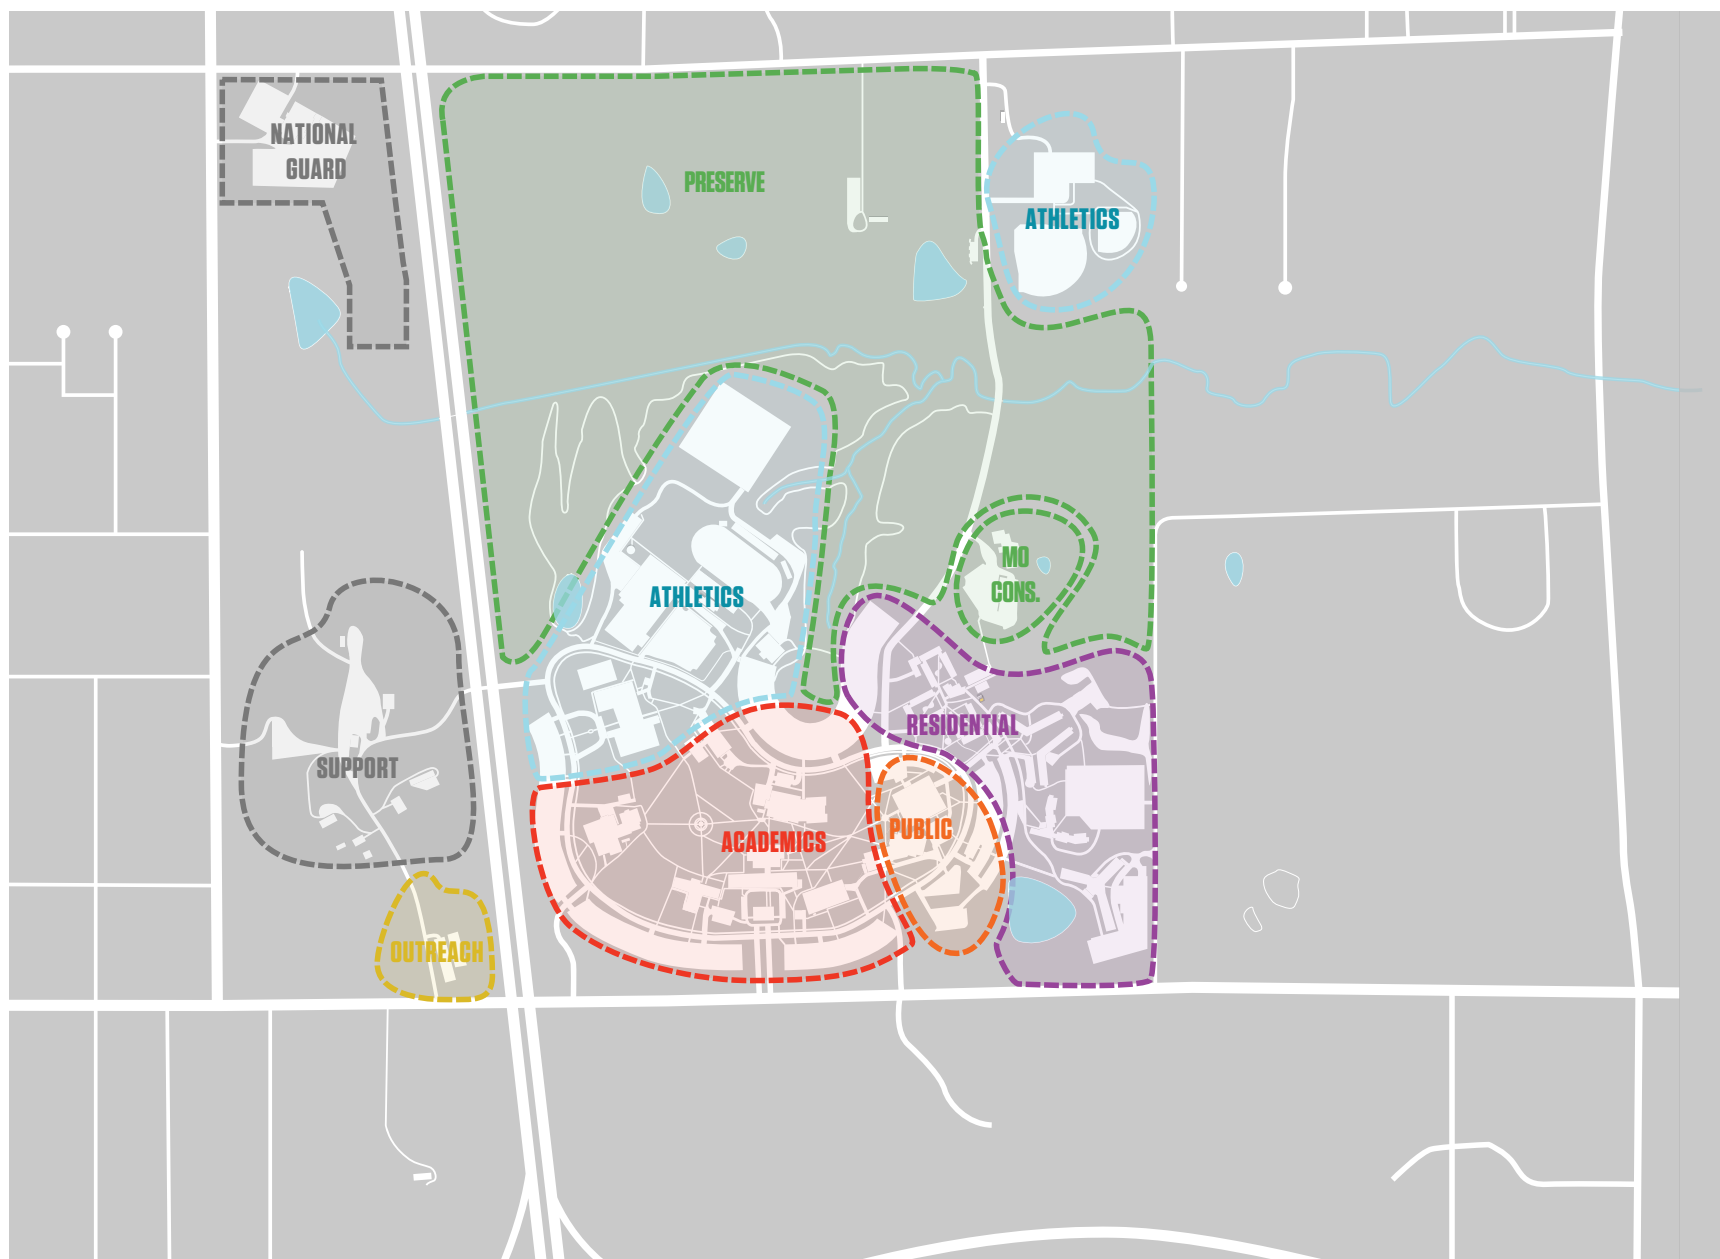 NATIONAL
GUARD
PRESERVE
ATHLETICS
MO
CONS.
ATHLETICS
RESIDENTIAL
SUPPORT
PUBLIC
ACADEMICS
OUTREACH